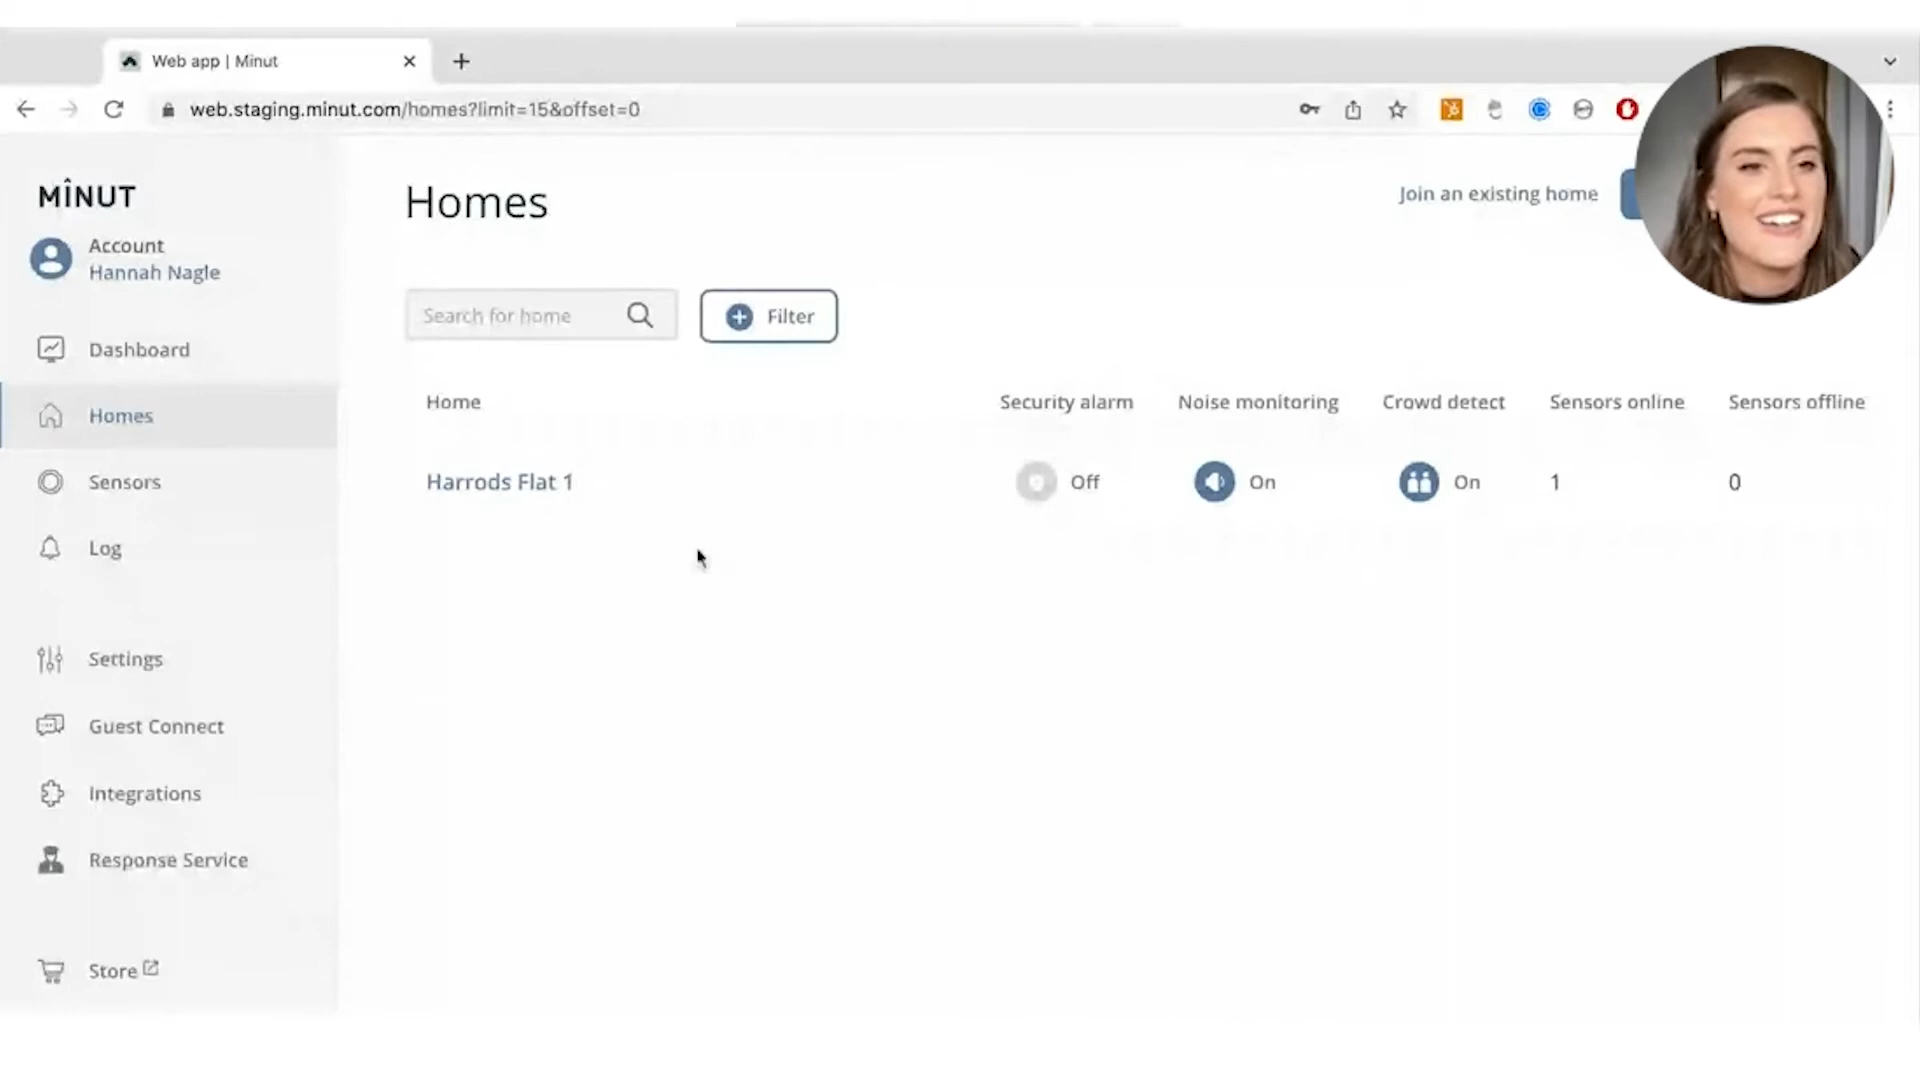 Web app | Minut
web.staging.minut.com/homes?limit=15&offset=0
MÎNUT
Account
Hannah Nagle
Dashboard
Homes
Sensors
Log
Settings
Guest Connect
Integrations
Response Service
Store
Homes
Join an existing home
Search for home
Filter
Home Security alarm Noise monitoring Crowd detect Sensors online Sensors offline
Harrods Flat 1 Off On On 1 0